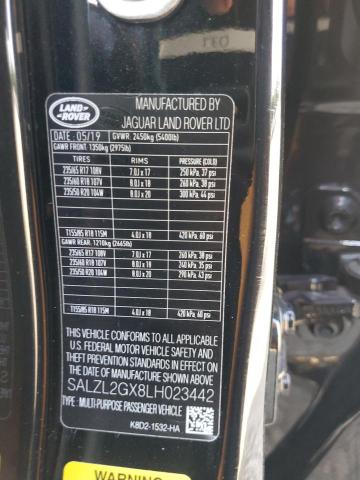 LAND
ROVER
MANUFACTURED BY
JAGUAR LAND ROVER LTD
DATE 05/19 GVWR. 2450kg (5400lb)
GAWR FRONT 1350kg (2975lb)
TIRES RIMS PRESSURE (COLD)
235/65 R17 108V 7.0J x 17 250 kPa, 37 psi
235/60 R18 107V 8.0J x 18 260 kPa, 38 psi
235/50 R20 104W 8.0J x 20 300 kPa, 44 psi
T155/85 R18 115M 4.0J x 18 420 kPa, 60 psi
GAWR REAR. 1210kg (2665lb)
235/65 R17 108V 7.0J x 17 260 kPa, 38 psi
235/60 R18 107V 8.0J x 18 240 kPa, 35 psi
235/50 R20 104W 8.0J x 20 290 kPa, 43 psi
T155/85 R18 115M 4.0J x 18 420 kPa, 60 psi
THIS VEHICLE CONFORMS TO ALL APPLICABLE
U.S. FEDERAL MOTOR VEHICLE SAFETY AND
THEFT PREVENTION STANDARDS IN EFFECT ON
THE DATE OF MANUFACTURE SHOWN ABOVE.
SALZL2GX8LH023442
TYPE : MULTI-PURPOSE PASSENGER VEHICLE
K8D2-1532-HA
WARNING